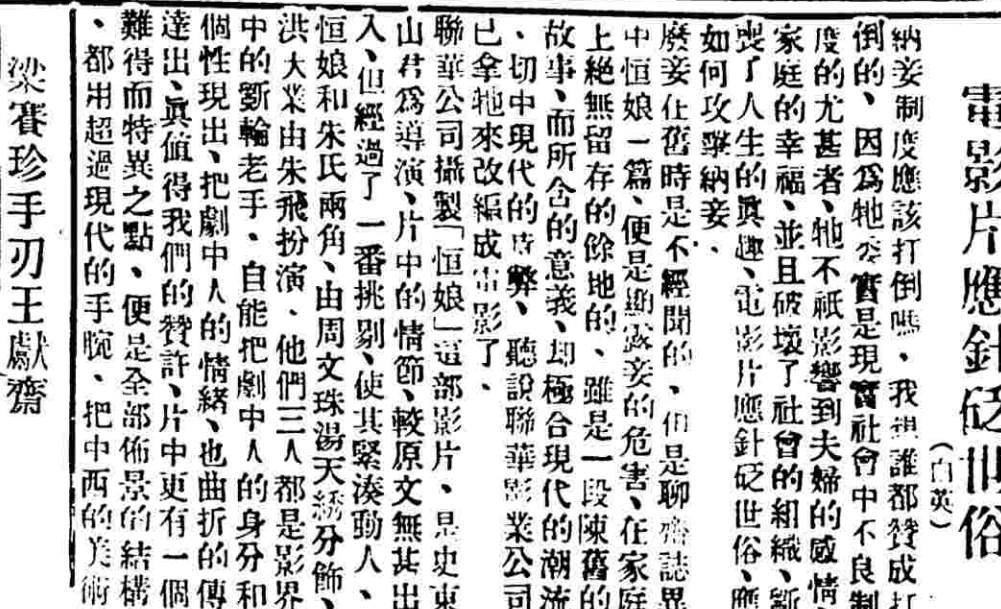 電影片應針砭世俗
(白英)
納妾制度應該打倒嗎、我想誰都贊成打
倒的、因爲牠委實是現實社會中不良制
度的尤甚者、牠不祇影響到夫婦的感情
家庭的幸福、並且破壞了社會的組織、斵
喪了人生的眞趣、電影片應針砭世俗、應
如何攻擊納妾、
廢妾在舊時是不經聞的、但是聊齋誌異
中恒娘一篇、便是暴露妾的危害、在家庭
上絕無留存的餘地的、雖是一段陳舊的
故事、而所含的意義、却極合現代的潮流
、切中現代的時弊、聽說聯華影業公司
已拿牠來改編成電影了、
聯華公司攝製「恒娘」這部影片、是史東
山君爲導演、片中的情節、較原文無甚出
入、但經過了一番挑剔、使其緊湊動人、
恒娘和朱氏兩角、由周文珠湯天綉分飾、
洪大業由朱飛扮演、他們三人都是影界
中的斵輪老手、自能把劇中人的身分和
個性現出、把劇中人的情緒、也曲折的傳
達出、眞值得我們的贊許、片中更有一個
難得而特異之點、便是全部佈景的結構
、都用超過現代的手腕、把中西的美術
梁賽珍手刃王獻齋